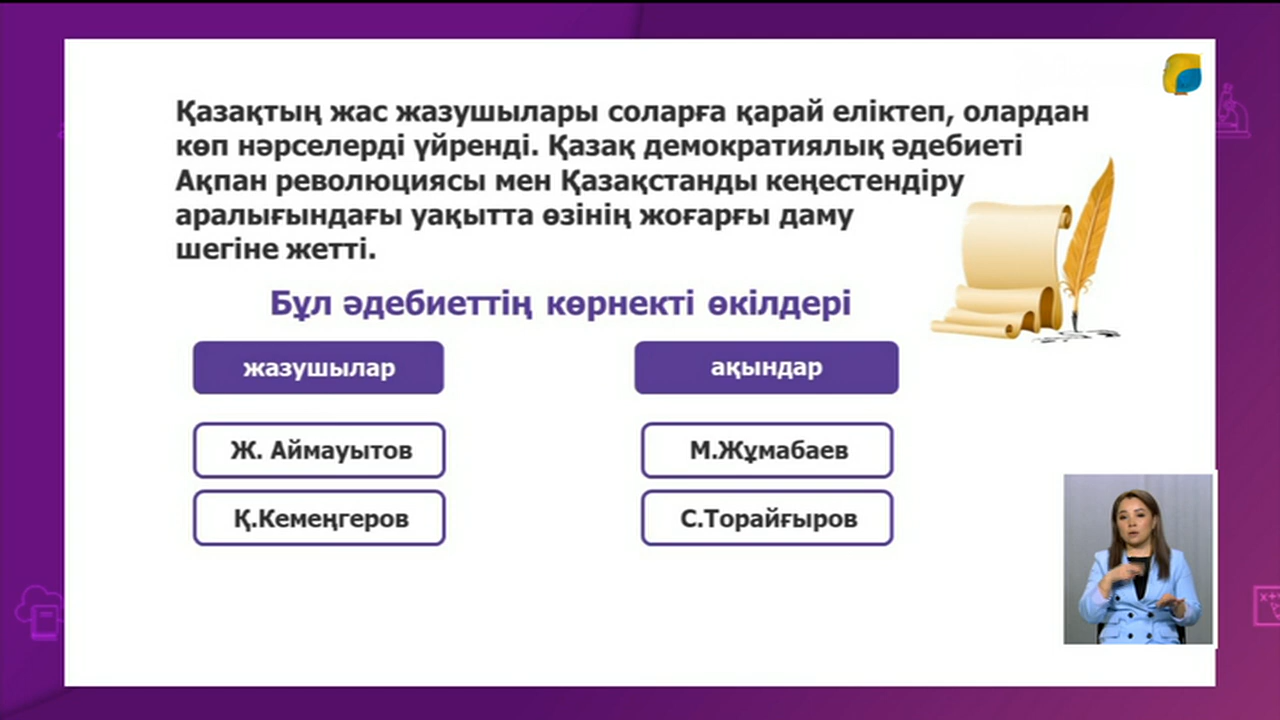 Қазақтың жас жазушылары соларға қарай еліктеп, олардан
көп нәрселерді үйренді. Қазақ демократиялық әдебиеті
Ақпан революциясы мен Қазақстанды кеңестендіру
аралығындағы уақытта өзінің жоғарғы даму
шегіне жетті.
Бұл әдебиеттің көрнекті өкілдері
жазушылар
ақындар
Ж. Аймауытов
М.Жұмабаев
Қ.Кемеңгеров
С.Торайғыров